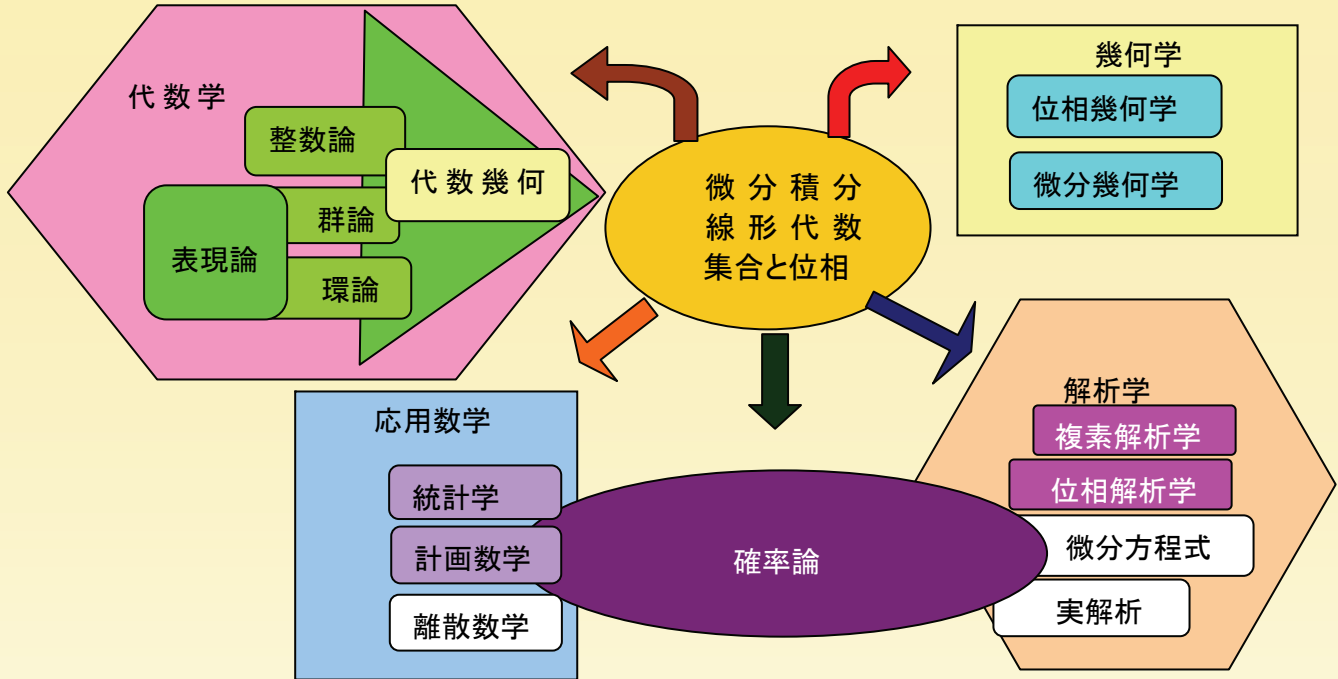 代数学
整数論
代数幾何
群論
表現論
環論
微分積分
線形代数
集合と位相
幾何学
位相幾何学
微分幾何学
応用数学
統計学
計画数学
離散数学
確率論
解析学
複素解析学
位相解析学
微分方程式
実解析